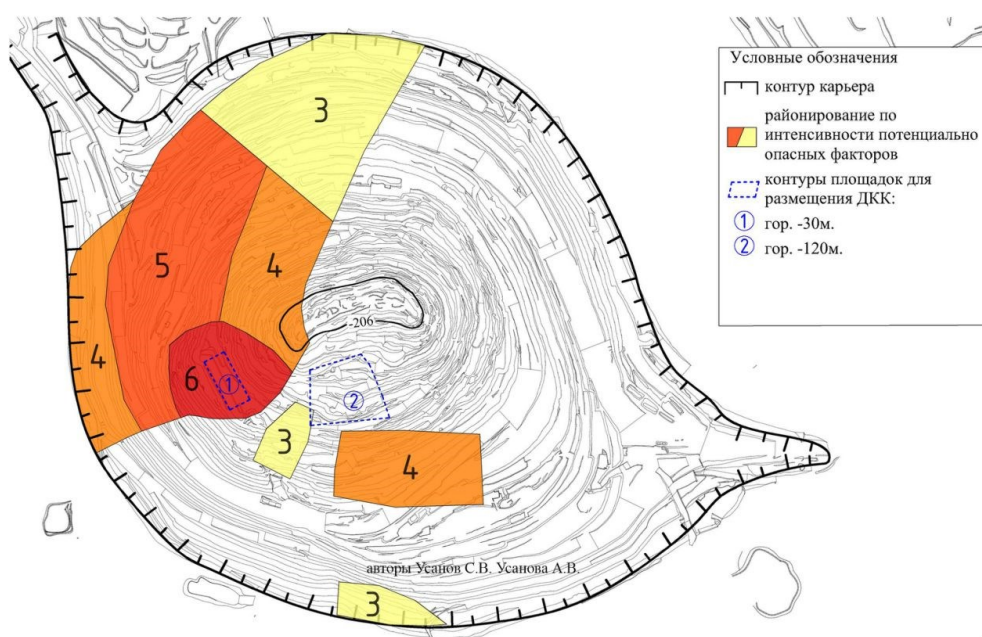 Условные обозначения
контур карьера
районирование по
интенсивности потенциально
опасных факторов
контуры площадок для
размещения ДКК:
1 гор. -30м.
2 гор. -120м.
3
5
4
4
-206
6
1
2
3
4
авторы Усанов С.В. Усанова А.В.
3